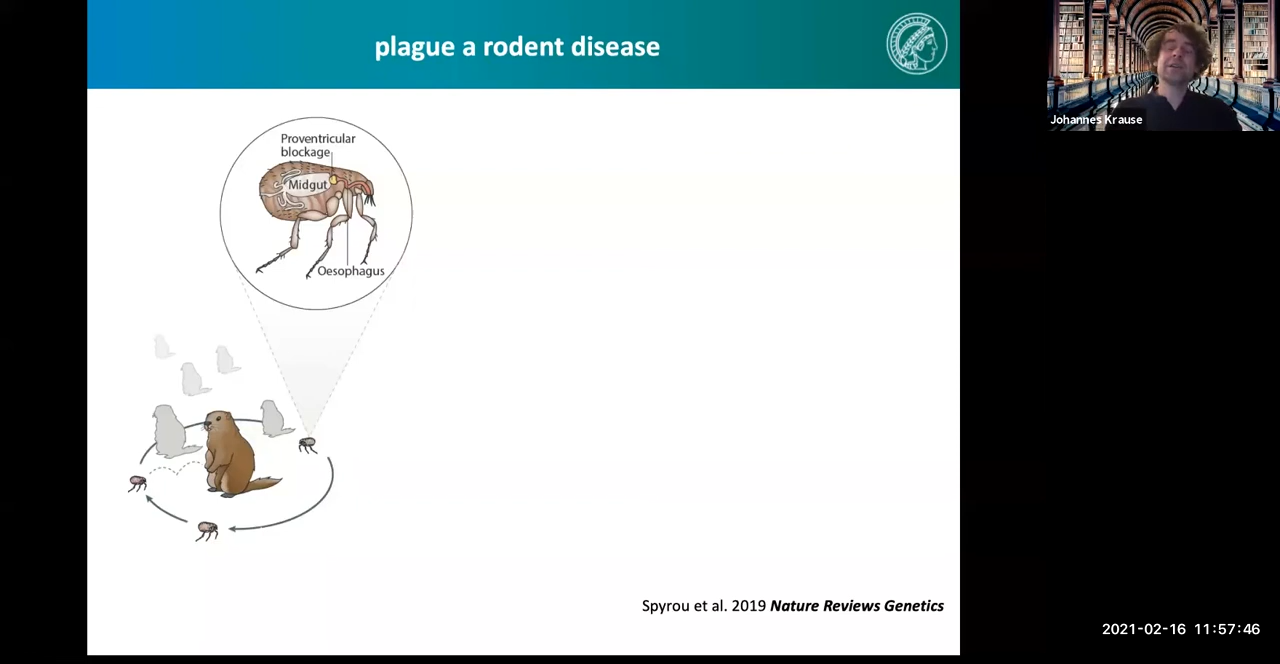 plague a rodent disease
Johannes Krause
Proventricular
blockage
Midgut
Oesophagus
Spyrou et al. 2019 Nature Reviews Genetics
2021-02-16 11:57:46